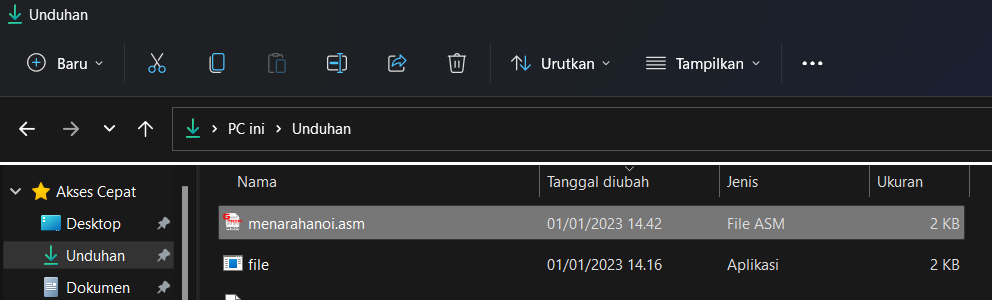 Unduhan
Baru Urutkan Tampilkan
PC ini Unduhan
Akses Cepat Nama Tanggal diubah Jenis Ukuran
Desktop menarahanoi.asm 01/01/2023 14.42 File ASM 2 KB
Unduhan file 01/01/2023 14.16 Aplikasi 2 KB
Dokumen